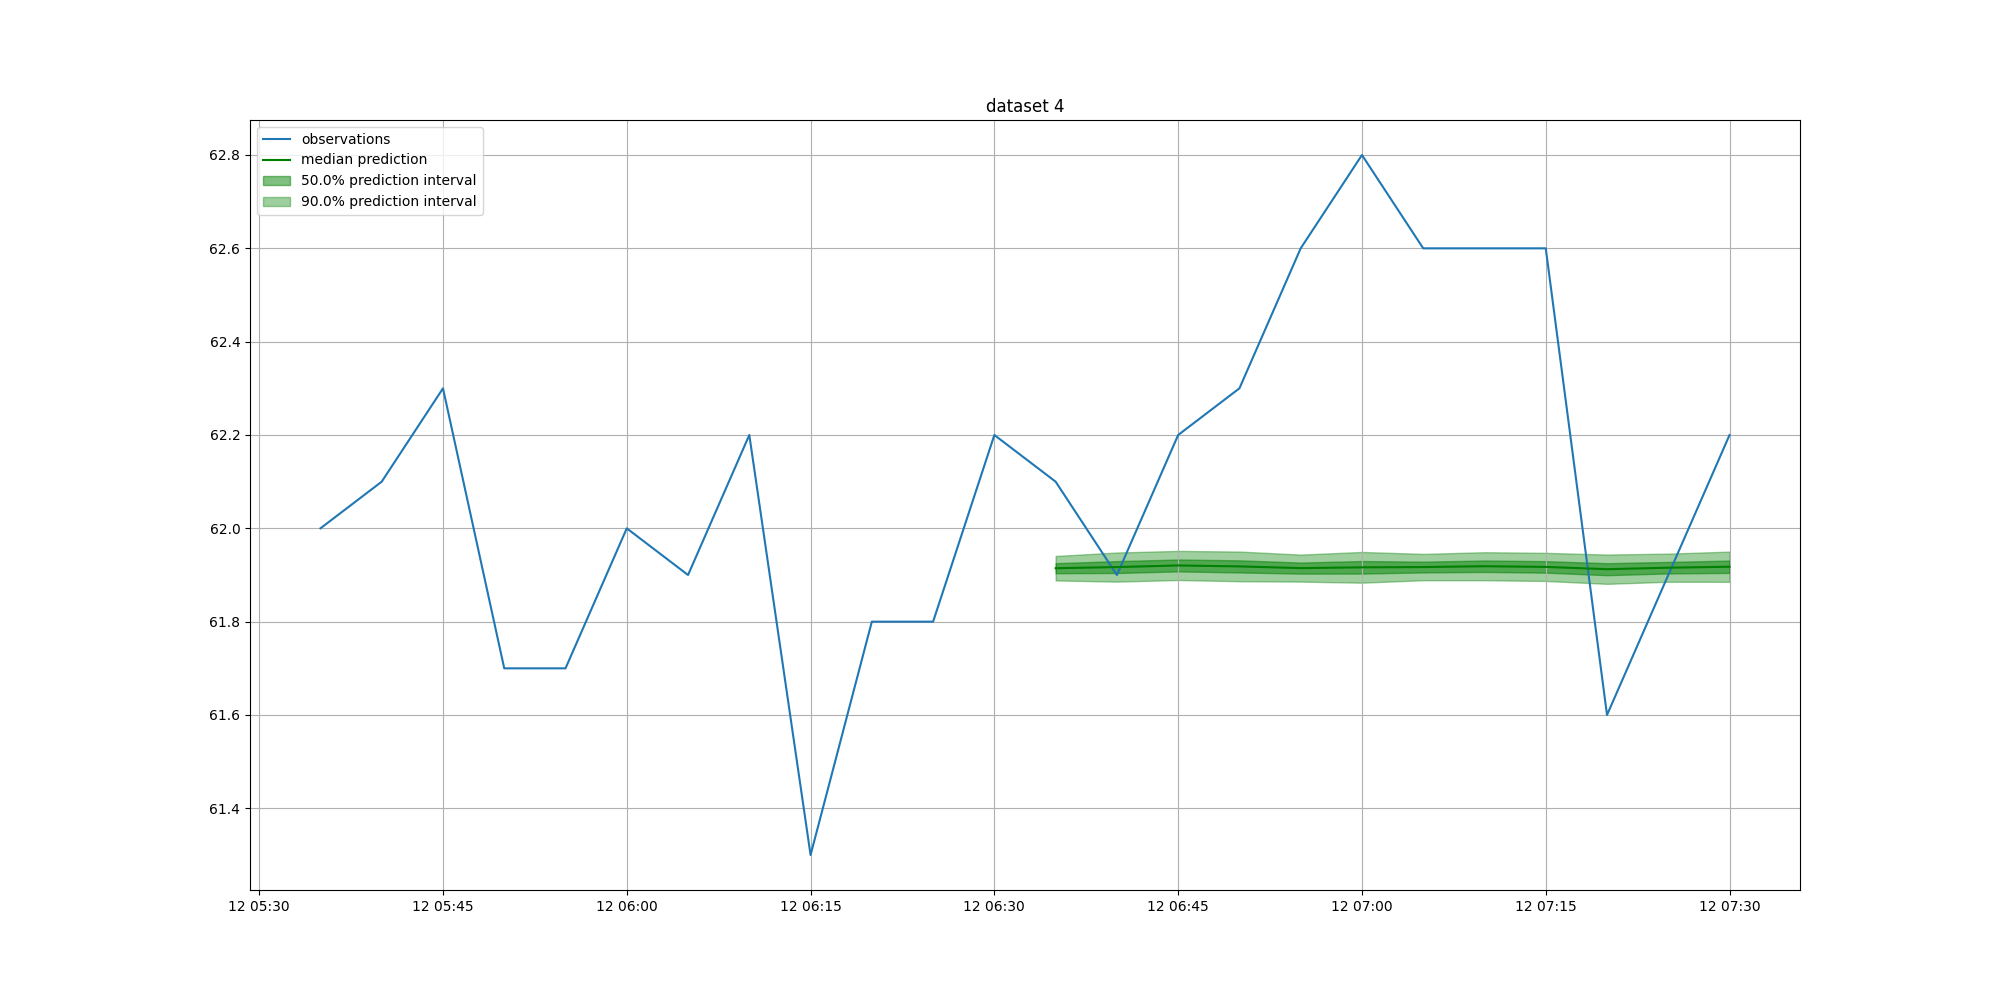 dataset 4
observations
median prediction
50.0% prediction interval
90.0% prediction interval
62.8
62.6
62.4
62.2
62.0
61.8
61.6
61.4
12 05:30 12 05:45 12 06:00 12 06:15 12 06:30 12 06:45 12 07:00 12 07:15 12 07:30